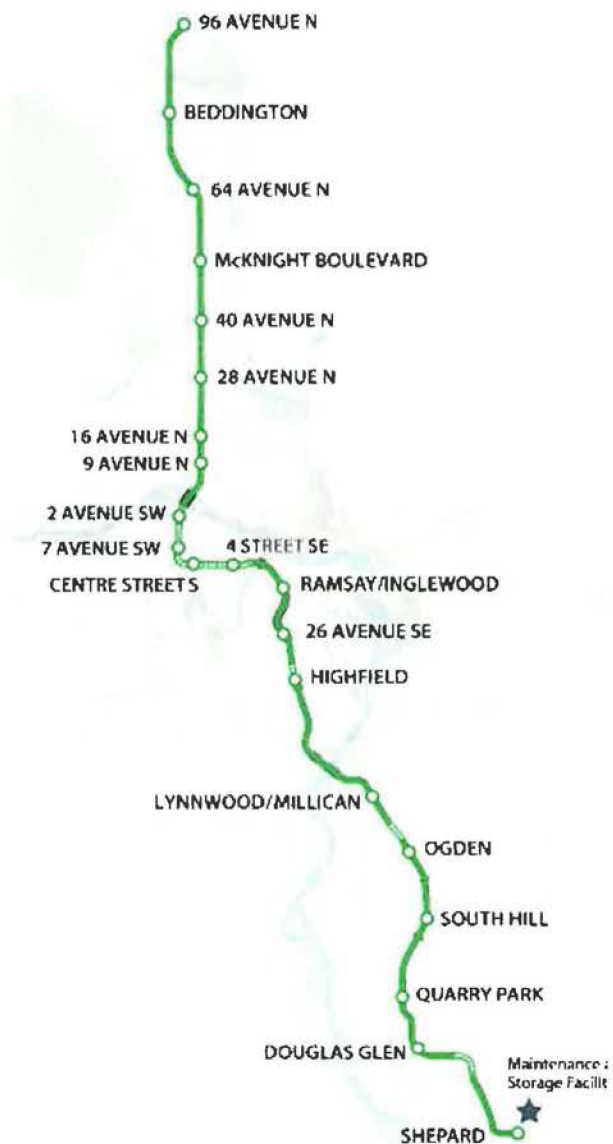 96 AVENUE N
BEDDINGTON
64 AVENUE N
McKNIGHT BOULEVARD
40 AVENUE N
28 AVENUE N
16 AVENUE N
9 AVENUE N
2 AVENUE SW
7 AVENUE SW
4 STREET SE
CENTRE STREET S
RAMSAY/INGLEWOOD
26 AVENUE SE
HIGHFIELD
LYNNWOOD/MILLICAN
OGDEN
SOUTH HILL
QUARRY PARK
DOUGLAS GLEN
Maintenance
Storage Facilit
SHEPARD